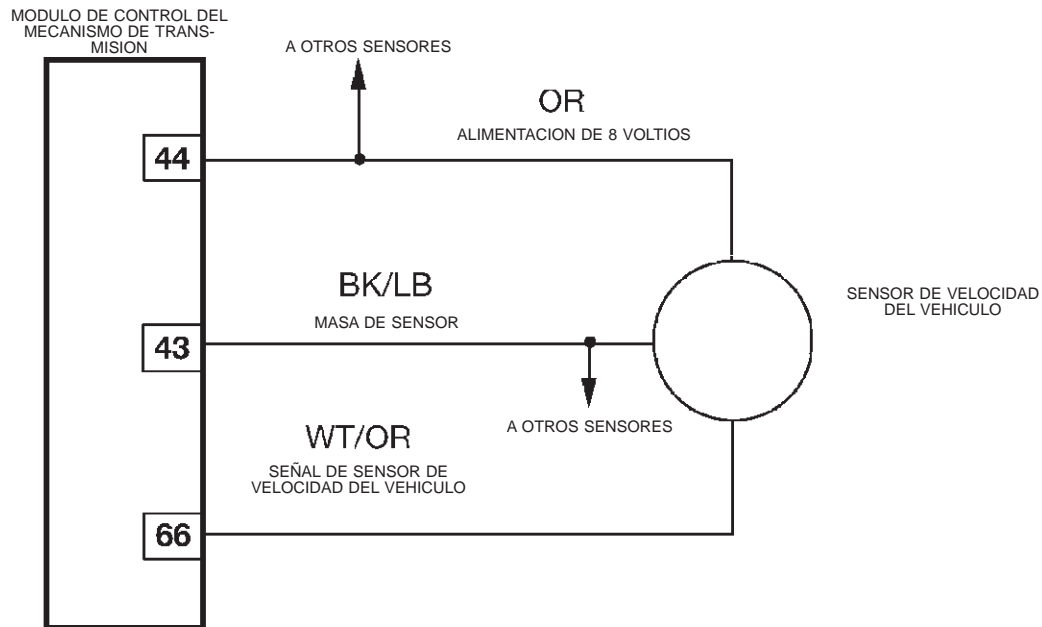 MODULO DE CONTROL DEL
MECANISMO DE TRANS-
MISION
A OTROS SENSORES
OR
ALIMENTACION DE 8 VOLTIOS
44
BK/LB
MASA DE SENSOR
43
SENSOR DE VELOCIDAD
DEL VEHICULO
A OTROS SENSORES
WT/OR
SEÑAL DE SENSOR DE
VELOCIDAD DEL VEHICULO
66